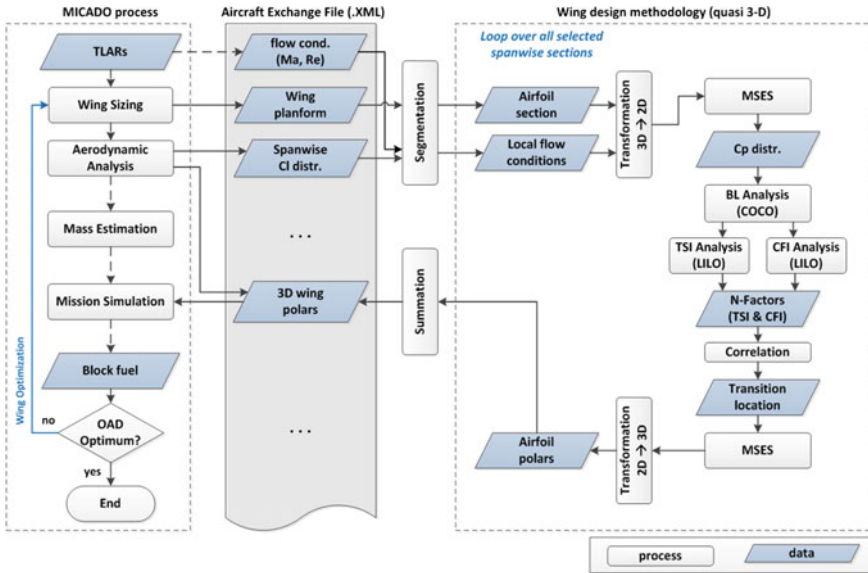 MICADO process
Aircraft Exchange File (.XML)
Wing design methodology (quasi 3-D)
TLARs
Wing Sizing
Aerodynamic
Analysis
Mass Estimation
Mission Simulation
Block fuel
OAD
Optimum?
no
yes
End
Wing Optimization
flow cond.
(Ma, Re)
Wing
planform
Spanwise
Cl distr.
...
3D wing
polars
...
Segmentation
Summation
Loop over all selected
spanwise sections
Airfoil
section
Local flow
conditions
Transformation
3D → 2D
MSES
Cp distr.
BL Analysis
(COCO)
TSI Analysis
(LILO)
CFI Analysis
(LILO)
N-Factors
(TSI & CFI)
Correlation
Transition
location
MSES
Transformation
2D → 3D
Airfoil
polars
process
data